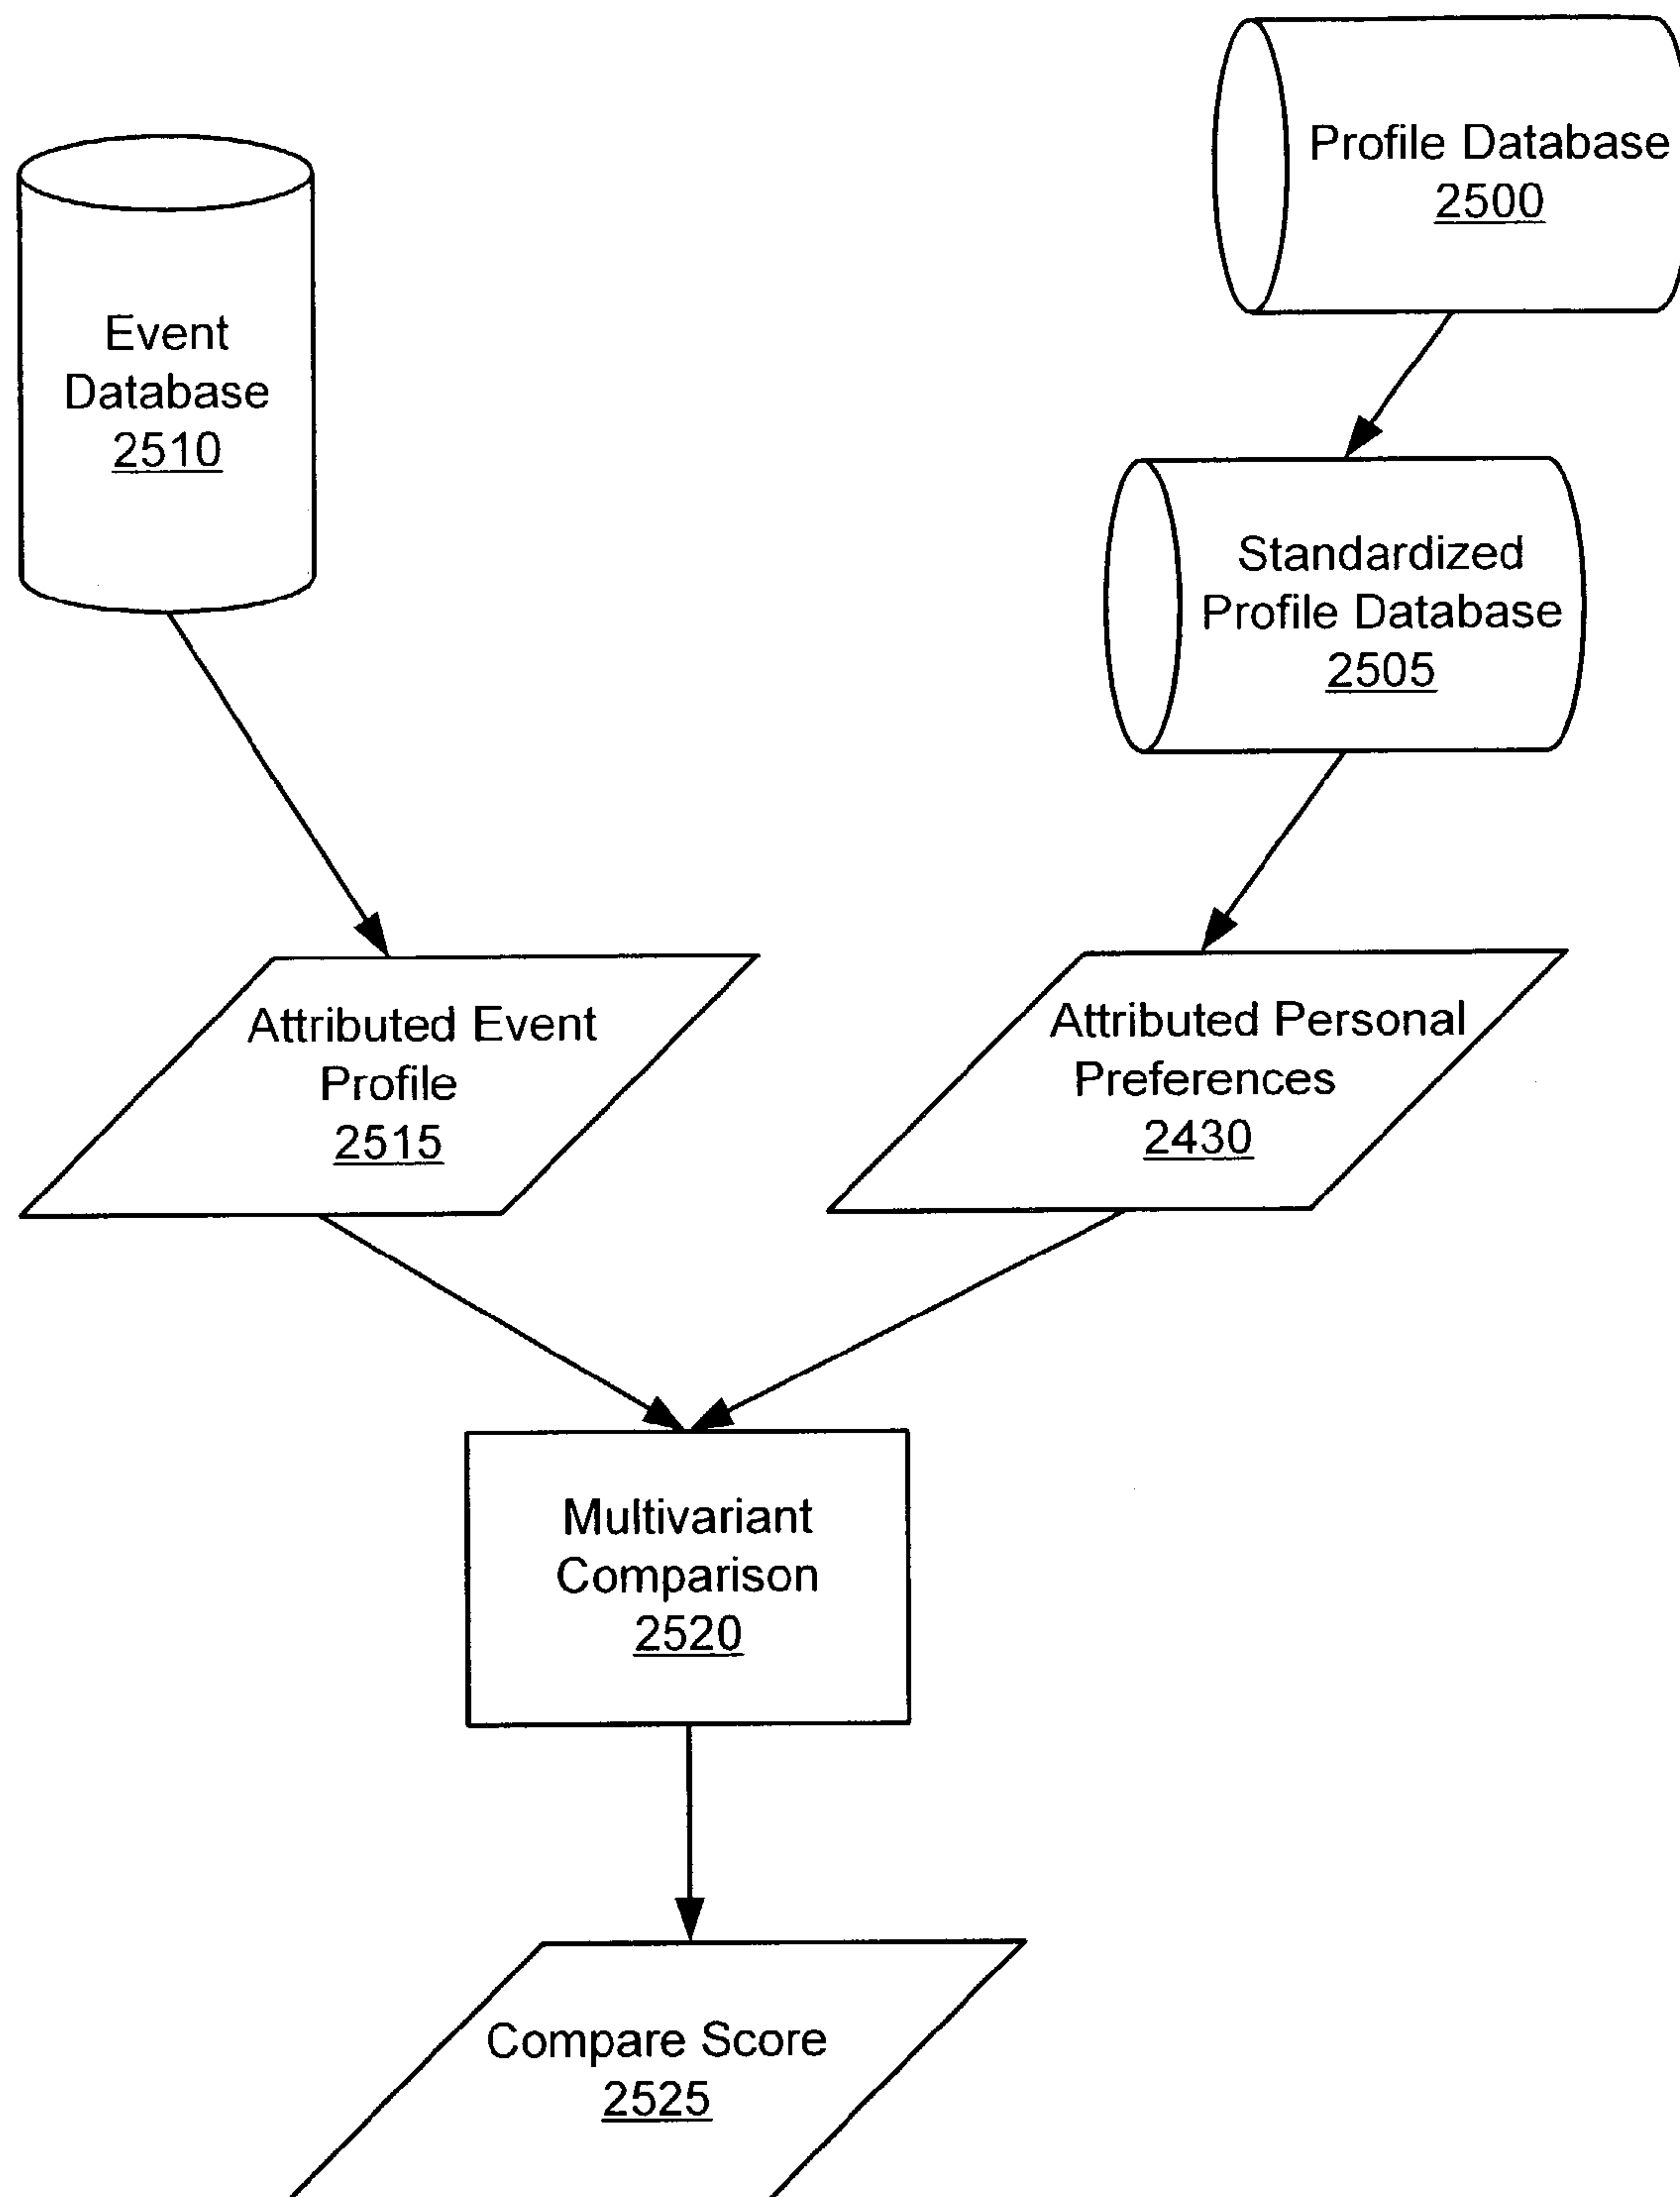 Profile Database
2500
Event
Database
2510
Standardized
Profile Database
2505
Attributed Event
Profile
2515
Attributed Personal
Preferences
2430
Multivariant
Comparison
2520
Compare Score
2525